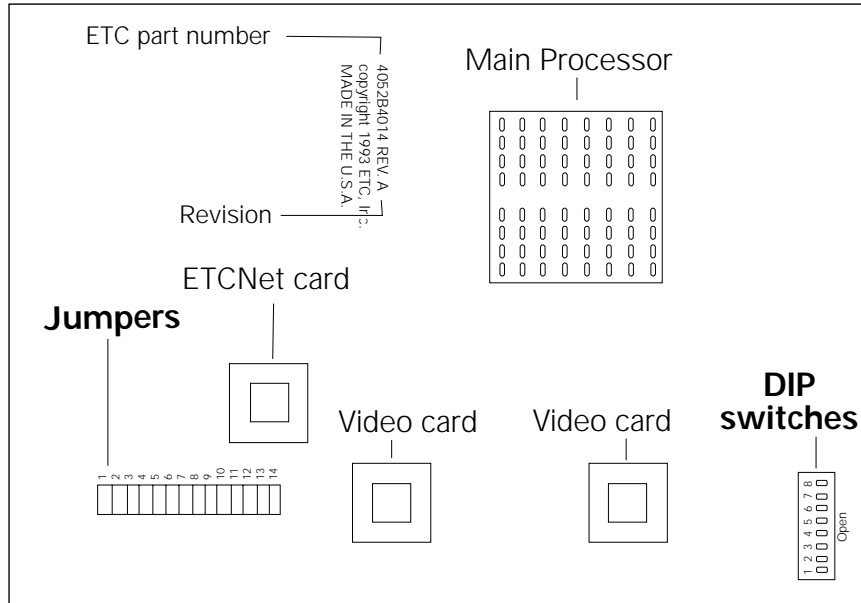 ETC part number
4052B4014 REV. A
copyright 1993 ETC, Inc.
MADE IN THE U.S.A.
Main Processor
Revision
ETCNet card
Jumpers
Video card
Video card
DIP
switches
1 2 3 4 5 6 7 8 9 10 11 12 13 14
1 2 3 4 5 6 7 8
Open